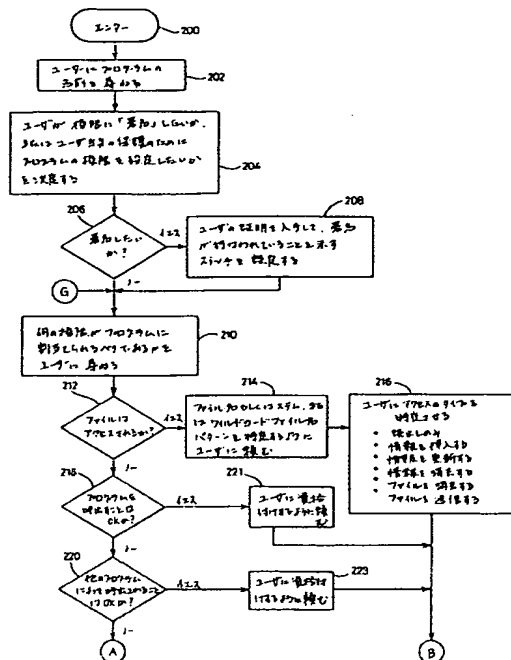 エンター
200
ユーザーにプログラムの
名前を尋ねる
202
ユーザが権限に「署名」したいか、
またはユーザ自身の保護のために
プログラムの権限を設定したいか
を決定する
204
206
署名したい
か?
イエス
208
ユーザの証明を入手して、署名
が行なわれていることを示す
スイッチを設定する
ノー
G
何の権限がプログラムに
割当てられるべきであるかを
ユーザに尋ねる
210
212
ファイルに
アクセスされるか?
イエス
214
ファイル名もしくはステム、または
はワイルドカードファイル名
パターンを特定するように
ユーザに頼む
216
ユーザにアクセスのタイプを
特定させる
• 読出しのみ
• 情報を挿入する
• 情報を更新する
• 情報を消去する
• ファイルを消去する
• ファイルを送信する
ノー
218
プログラムを
呼出すことは
OKか?
イエス
221
ユーザに資格付
けするように頼む
ノー
220
他のプログラム
によって呼出されること
はOKか?
イエス
223
ユーザに資格付
けするように頼む
ノー
A
B